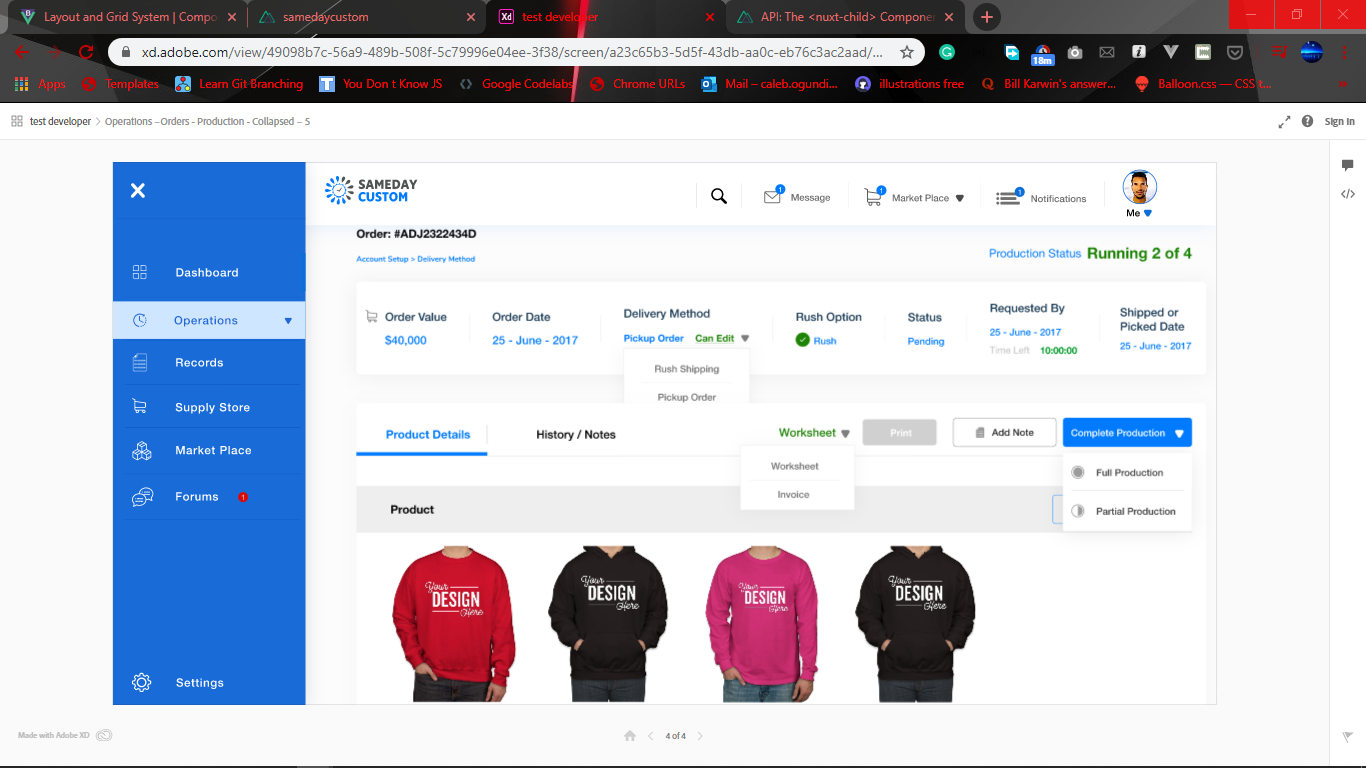 Layout and Grid System | Compo
samedaycustom
test developer
API: The <nuxt-child> Componen
xd.adobe.com/view/49098b7c-56a9-489b-508f-5c79996e04ee-3f38/screen/a23c65b3-5d5f-43db-aa0c-eb76c3ac2aad/...
18m
Apps
Templates
Learn Git Branching
You Don t Know JS
Google Codelabs
Chrome URLs
Mail – caleb.ogundi...
illustrations free
Bill Karwin's answer...
Balloon.css — CSS t...
test developer > Operations –Orders - Production - Collapsed – S
Sign In
SAMEDAY
CUSTOM
1
Message
1
Market Place
1
Notifications
Me
Dashboard
Operations
Records
Supply Store
Market Place
Forums
1
Settings
Order: #ADJ2322434D
Account Setup > Delivery Method
Production Status Running 2 of 4
Order Value
$40,000
Order Date
25 - June - 2017
Delivery Method
Pickup Order Can Edit
Rush Shipping
Pickup Order
Rush Option
Rush
Status
Pending
Requested By
25 - June - 2017
Time Left 10:00:00
Shipped or
Picked Date
25 - June - 2017
Product Details
History / Notes
Worksheet
Print
Add Note
Complete Production
Worksheet
Invoice
Full Production
Partial Production
Product
Your
DESIGN
Here
Your
DESIGN
Here
Your
DESIGN
Here
Your
DESIGN
Here
Made with Adobe XD
4 of 4